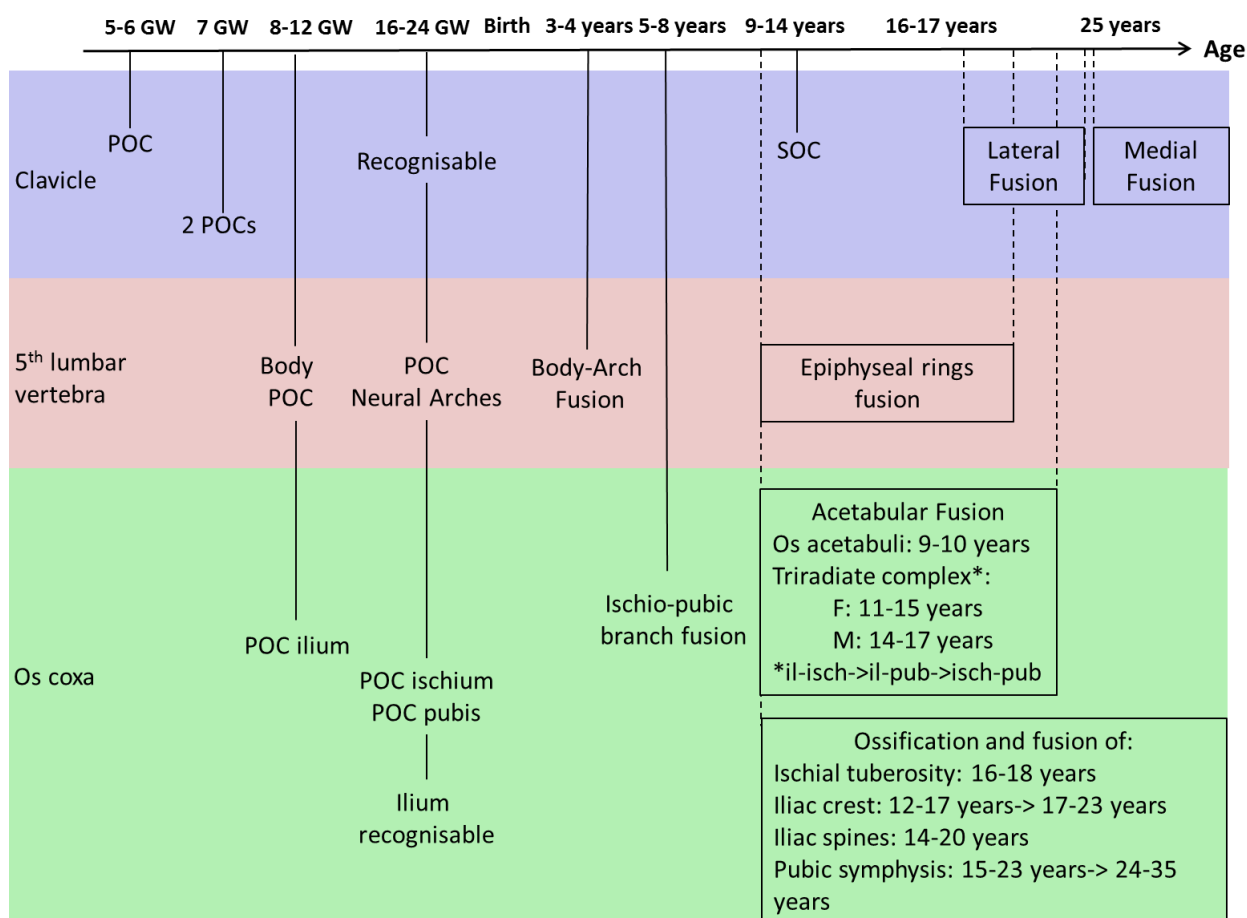 5-6 GW 7 GW 8-12 GW 16-24 GW Birth 3-4 years 5-8 years 9-14 years 16-17 years 25 years
Age
Clavicle
POC
2 POCs
Recognisable
SOC
Lateral
Fusion
Medial
Fusion
5th lumbar
vertebra
Body
POC
POC
Neural Arches
Body-Arch
Fusion
Epiphyseal rings
fusion
Os coxa
POC ilium
POC ischium
POC pubis
Ilium
recognisable
Ischio-pubic
branch fusion
Acetabular Fusion
Os acetabuli: 9-10 years
Triradiate complex*:
F: 11-15 years
M: 14-17 years
*il-isch->il-pub->isch-pub
Ossification and fusion of:
Ischial tuberosity: 16-18 years
Iliac crest: 12-17 years-> 17-23 years
Iliac spines: 14-20 years
Pubic symphysis: 15-23 years-> 24-35
years